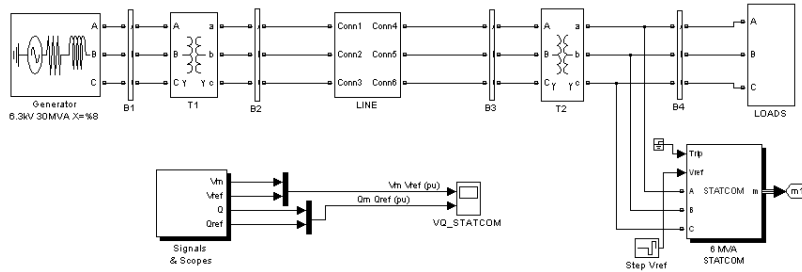 A
B
C
Generator
6.3kV 30MVA X=%8
B1
A a
B b
C Y Y c
T1
B2
Conn1 Conn4
Conn2 Conn5
Conn3 Conn6
LINE
B3
A a
B b
C Y Y c
T2
B4
A
B
C
LOADS
Trip
Vref
A
B
C
STATCOM
m
m1
6 MVA
STATCOM
Step Vref
Vm
Vref
Q
Qref
Signals
& Scopes
Vm Vref (pu)
Qm Qref (pu)
VQ_STATCOM